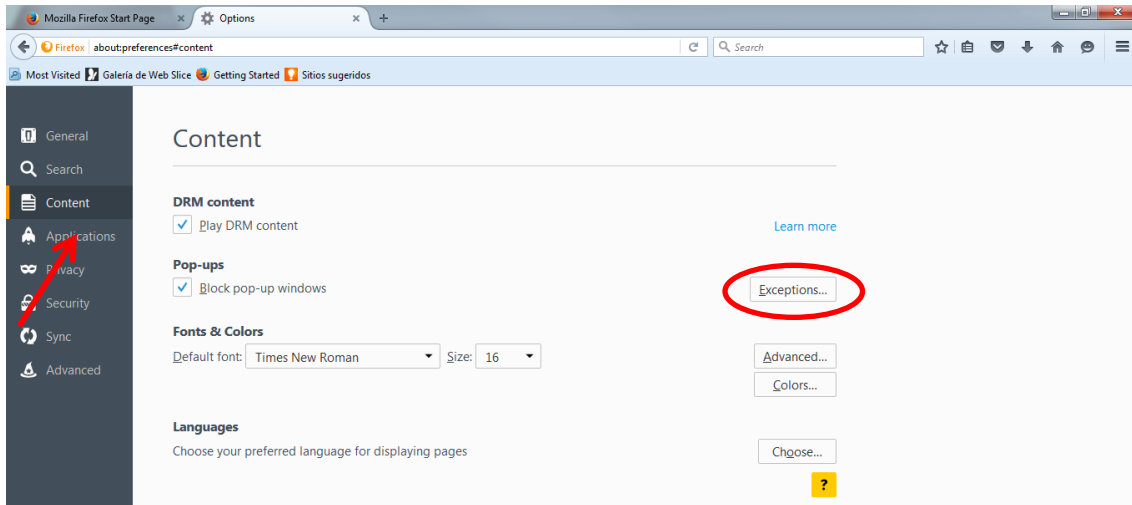 Mozilla Firefox Start Page × Options × +
Firefox about:preferences#content Search
Most Visited Galería de Web Slice Getting Started Sitios sugeridos
General
Search
Content
Applications
Privacy
Security
Sync
Advanced
Content
DRM content
Play DRM content Learn more
Pop-ups
Block pop-up windows Exceptions...
Fonts & Colors
Default font: Times New Roman Size: 16 Advanced...
Colors...
Languages
Choose your preferred language for displaying pages Choose...
?